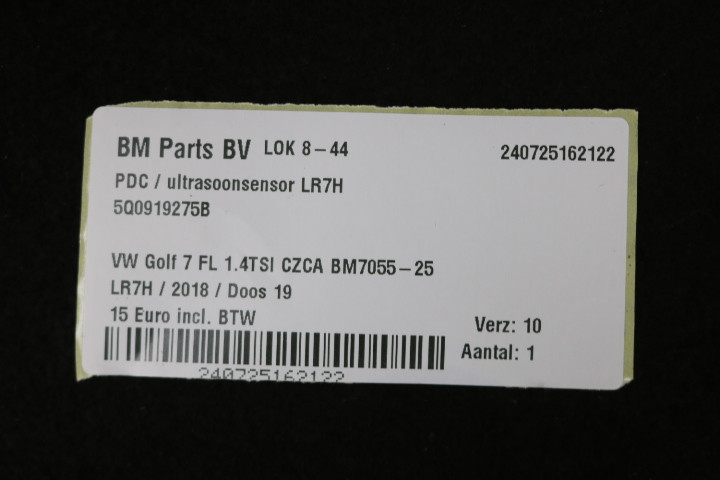 BM Parts BV LOK 8-44 240725162122
PDC / ultrasoonsensor LR7H
5Q0919275B
VW Golf 7 FL 1.4TSI CZCA BM7055-25
LR7H / 2018 / Doos 19
15 Euro incl. BTW
Verz: 10
Aantal: 1
240725162122